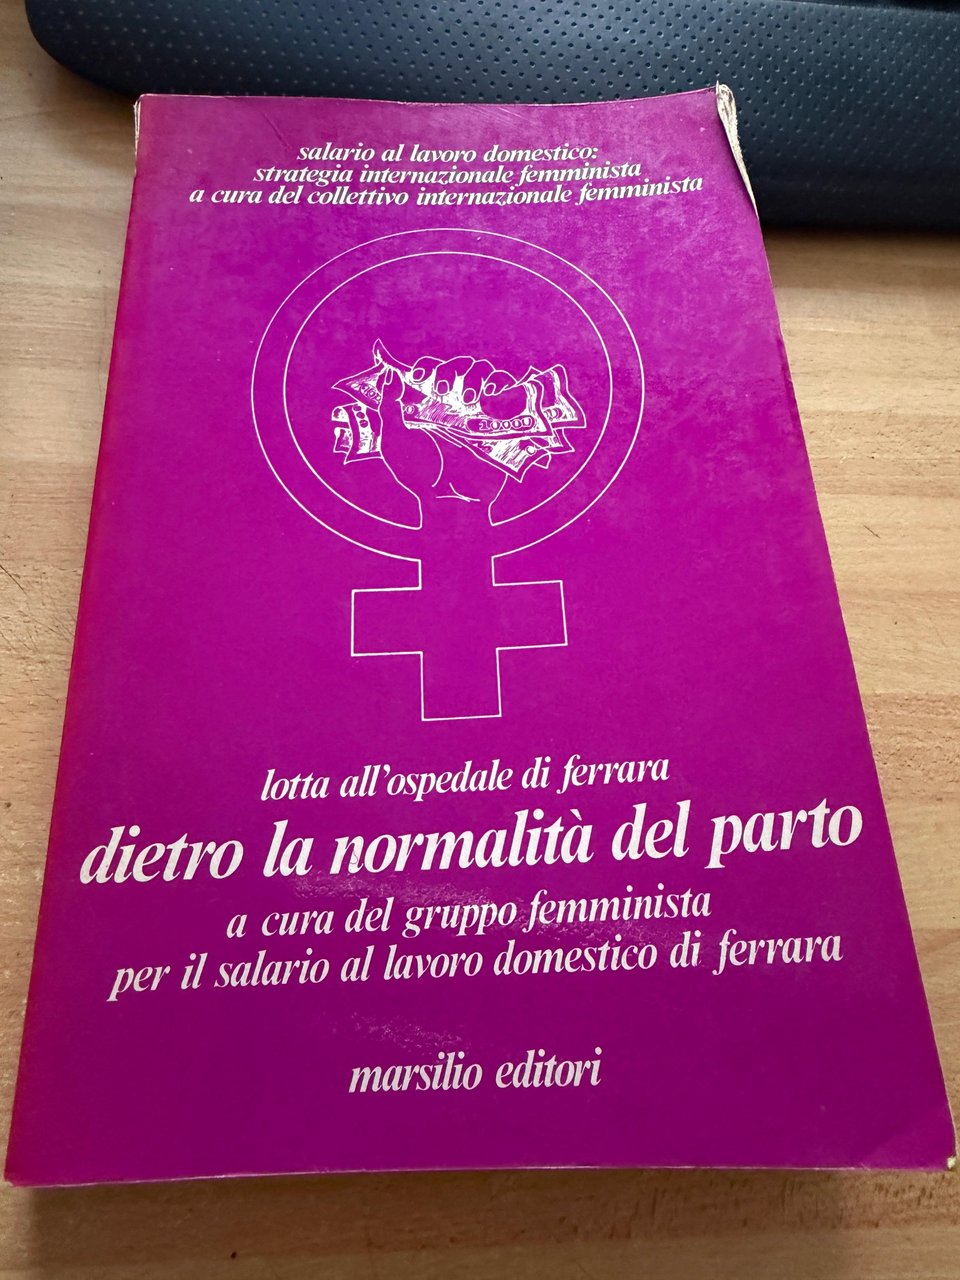 salario al lavoro domestico:
strategia internazionale femminista
a cura del collettivo internazionale femminista
10000
lotta all'ospedale di ferrara
dietro la normalità del parto
a cura del gruppo femminista
per il salario al lavoro domestico di ferrara
marsilio editori